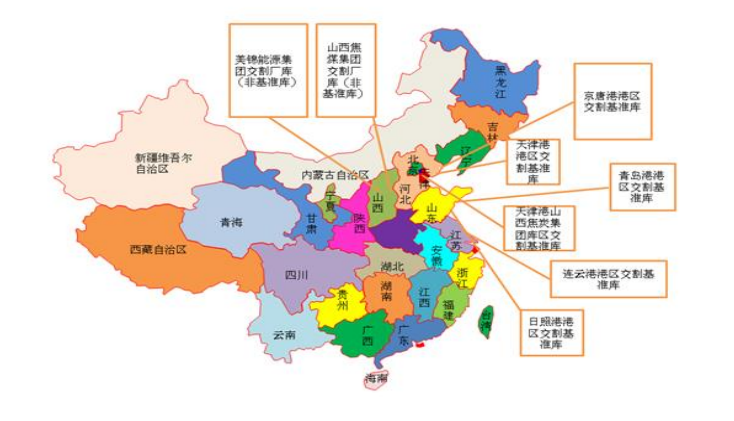 美锦能源集
团交割厂库
（非基准库）
山西焦
煤集团
交割厂
库（非
基准库）
京唐港港区
交割基准库
天津港
港区交
割基准
库
青岛港港
区交割基
准库
天津港山
西焦炭集
团库区交
割基准库
连云港港区交割基
准库
日照港港
区交割基
准库
黑龙江
吉林
辽宁
内蒙古自治区
新疆维吾尔
自治区
北京
天津
河北
山西
宁夏
甘肃
青海
陕西
山东
西藏自治区
江苏
安徽
四川
湖北
浙江
湖南
江西
贵州
福建
云南
广西
广东
台湾
海南